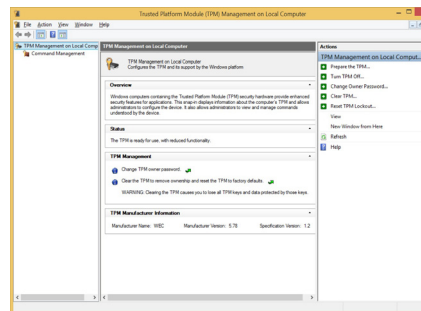 Trusted Platform Module (TPM) Management on Local Computer
File Action View Window Help
TPM Management on Local Comp
Command Management
TPM Management on Local Computer
TPM Management on Local Computer
Configures the TPM and its support by the Windows platform
Overview
Windows computers containing the Trusted Platform Module (TPM) security hardware provide enhanced
security features for applications. This snap-in displays information about the computer's TPM and allows
administrators to configure the device. It also allows administrators to view and manage commands
understood by the device.
Status
The TPM is ready for use, with reduced functionality.
TPM Management
Change TPM owner password.
Clear the TPM to remove ownership and reset the TPM to factory defaults.
WARNING: Clearing the TPM causes you to lose all TPM keys and data protected by those keys.
TPM Manufacturer Information
Manufacturer Name: WEC Manufacturer Version: 5.78 Specification Version: 1.2
Actions
TPM Management on Local Comput...
Prepare the TPM...
Turn TPM Off...
Change Owner Password...
Clear TPM...
Reset TPM Lockout...
View
New Window from Here
Refresh
Help